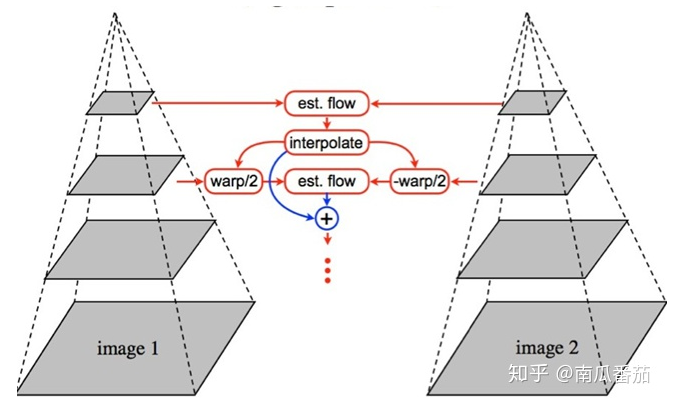 est. flow
interpolate
warp/2
est. flow
-warp/2
+
image 1
image 2
知乎 @南瓜番茄